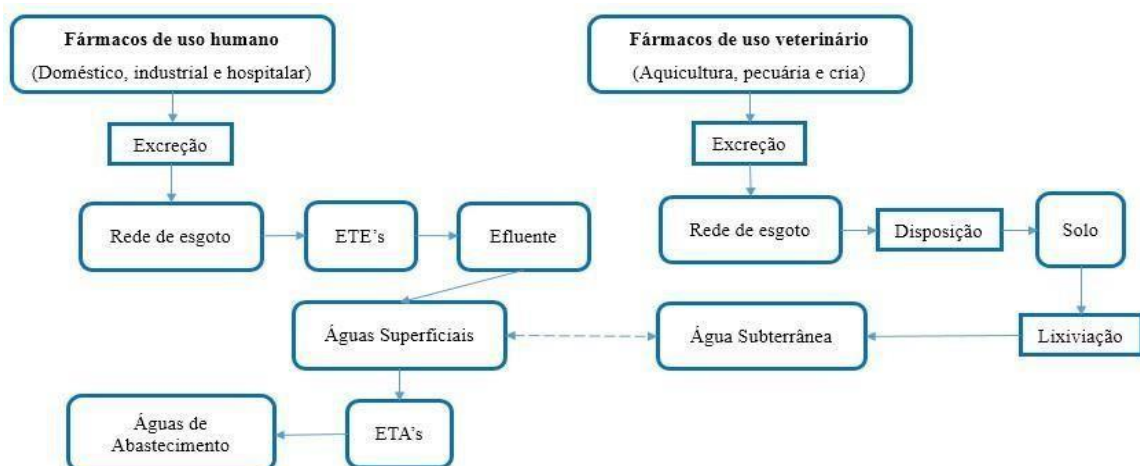 Fármacos de uso humano
(Doméstico, industrial e hospitalar)
Excreção
Rede de esgoto
ETE’s
Efluente
Fármacos de uso veterinário
(Aquicultura, pecuária e cria)
Excreção
Rede de esgoto
Disposição
Solo
Lixiviação
Água Subterrânea
Águas Superfíciais
ETA’s
Águas de
Abastecimento